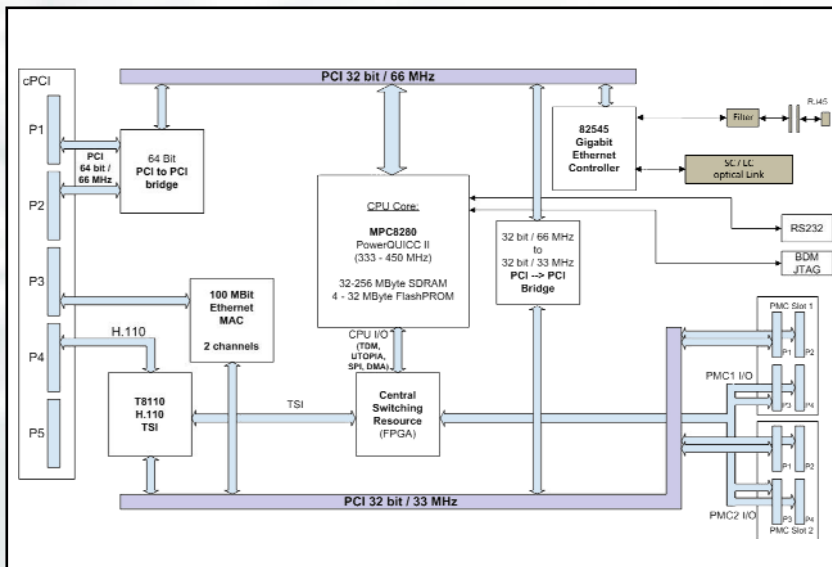 PCI 32 bit / 66 MHz
cPCI
P1
P2
P3
P4
P5
PCI
64 bit /
66 MHz
64 Bit
PCI to PCI
bridge
82545
Gigabit
Ethernet
Controller
Filter
RJ45
SC / LC
optical Link
CPU Core:
MPC8280
PowerQUICC II
(333 - 450 MHz)
32-256 MByte SDRAM
4 - 32 MByte FlashPROM
32 bit / 66 MHz
to
32 bit / 33 MHz
PCI --> PCI
Bridge
RS232
BDM
JTAG
100 MBit
Ethernet
MAC
2 channels
H.110
CPU I/O
(TDM,
UTOPIA,
SPI, DMA)
T8110
H.110
TSI
TSI
Central
Switching
Resource
(FPGA)
PMC Slot 1
P1
P2
PMC1 I/O
P3
P4
P1
P2
PMC2 I/O
P3
P4
PMC Slot 2
PCI 32 bit / 33 MHz